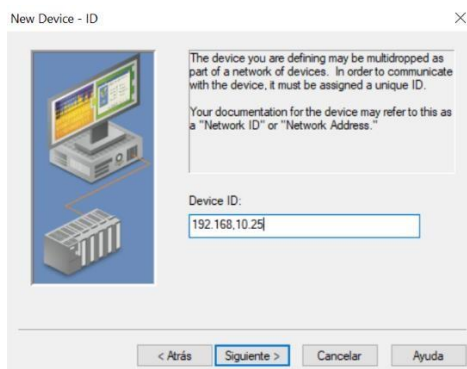 New Device - ID
The device you are defining may be multidropped as
part of a network of devices. In order to communicate
with the device, it must be assigned a unique ID.
Your documentation for the device may refer to this as
a "Network ID" or "Network Address."
Device ID:
192.168,10.25
< Atrás Siguiente > Cancelar Ayuda